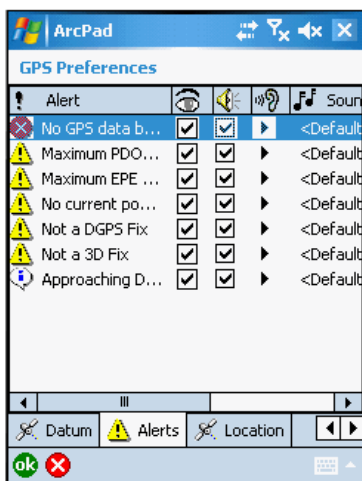 ArcPad
GPS Preferences
! Alert Soun
No GPS data b... <Default
Maximum PDO... <Default
Maximum EPE ... <Default
No current po... <Default
Not a DGPS Fix <Default
Not a 3D Fix <Default
Approaching D... <Default
Datum Alerts Location
ok